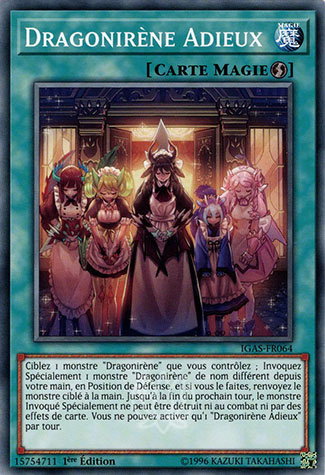 Dragonirène Adieux
魔
[Carte Magie]
IGAS-FR064
Ciblez 1 monstre "Dragonirène" que vous contrôlez ; Invoquez
Spécialement 1 monstre "Dragonirène" de nom différent depuis
votre main, en Position de Défense, et si vous le faites, renvoyez le
monstre ciblé à la main. Jusqu'à la fin du prochain tour, le monstre
Invoqué Spécialement ne peut être détruit ni au combat ni par des
effets de carte. Vous ne pouvez activer qu'1 "Dragonirène Adieux"
par tour.
15754711 1ère Édition ©1996 KAZUKI TAKAHASHI